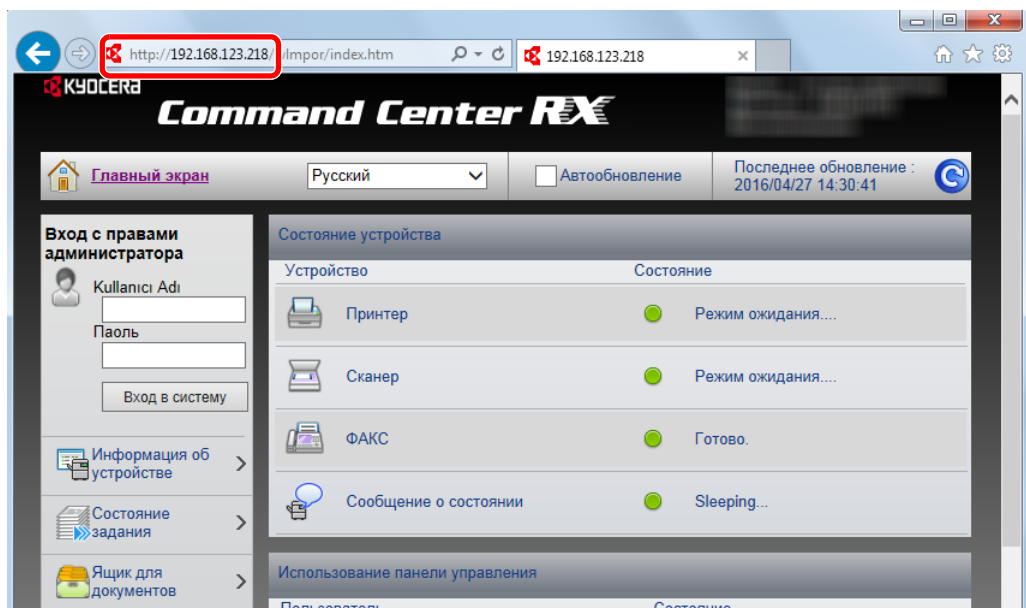 http://192.168.123.218/
lmpor/index.htm
192.168.123.218
KYOCERA
Command Center RX
Главный экран
Русский
Автообновление
Последнее обновление :
2016/04/27 14:30:41
Вход с правами
администратора
Kullanıcı Adı
Паоль
Вход в систему
Информация об
устройстве
Состояние
задания
Ящик для
документов
Состояние устройства
Устройство Состояние
Принтер Режим ожидания....
Сканер Режим ожидания....
ФАКС Готово.
Сообщение о состоянии Sleeping...
Использование панели управления
Пользователь Состояние